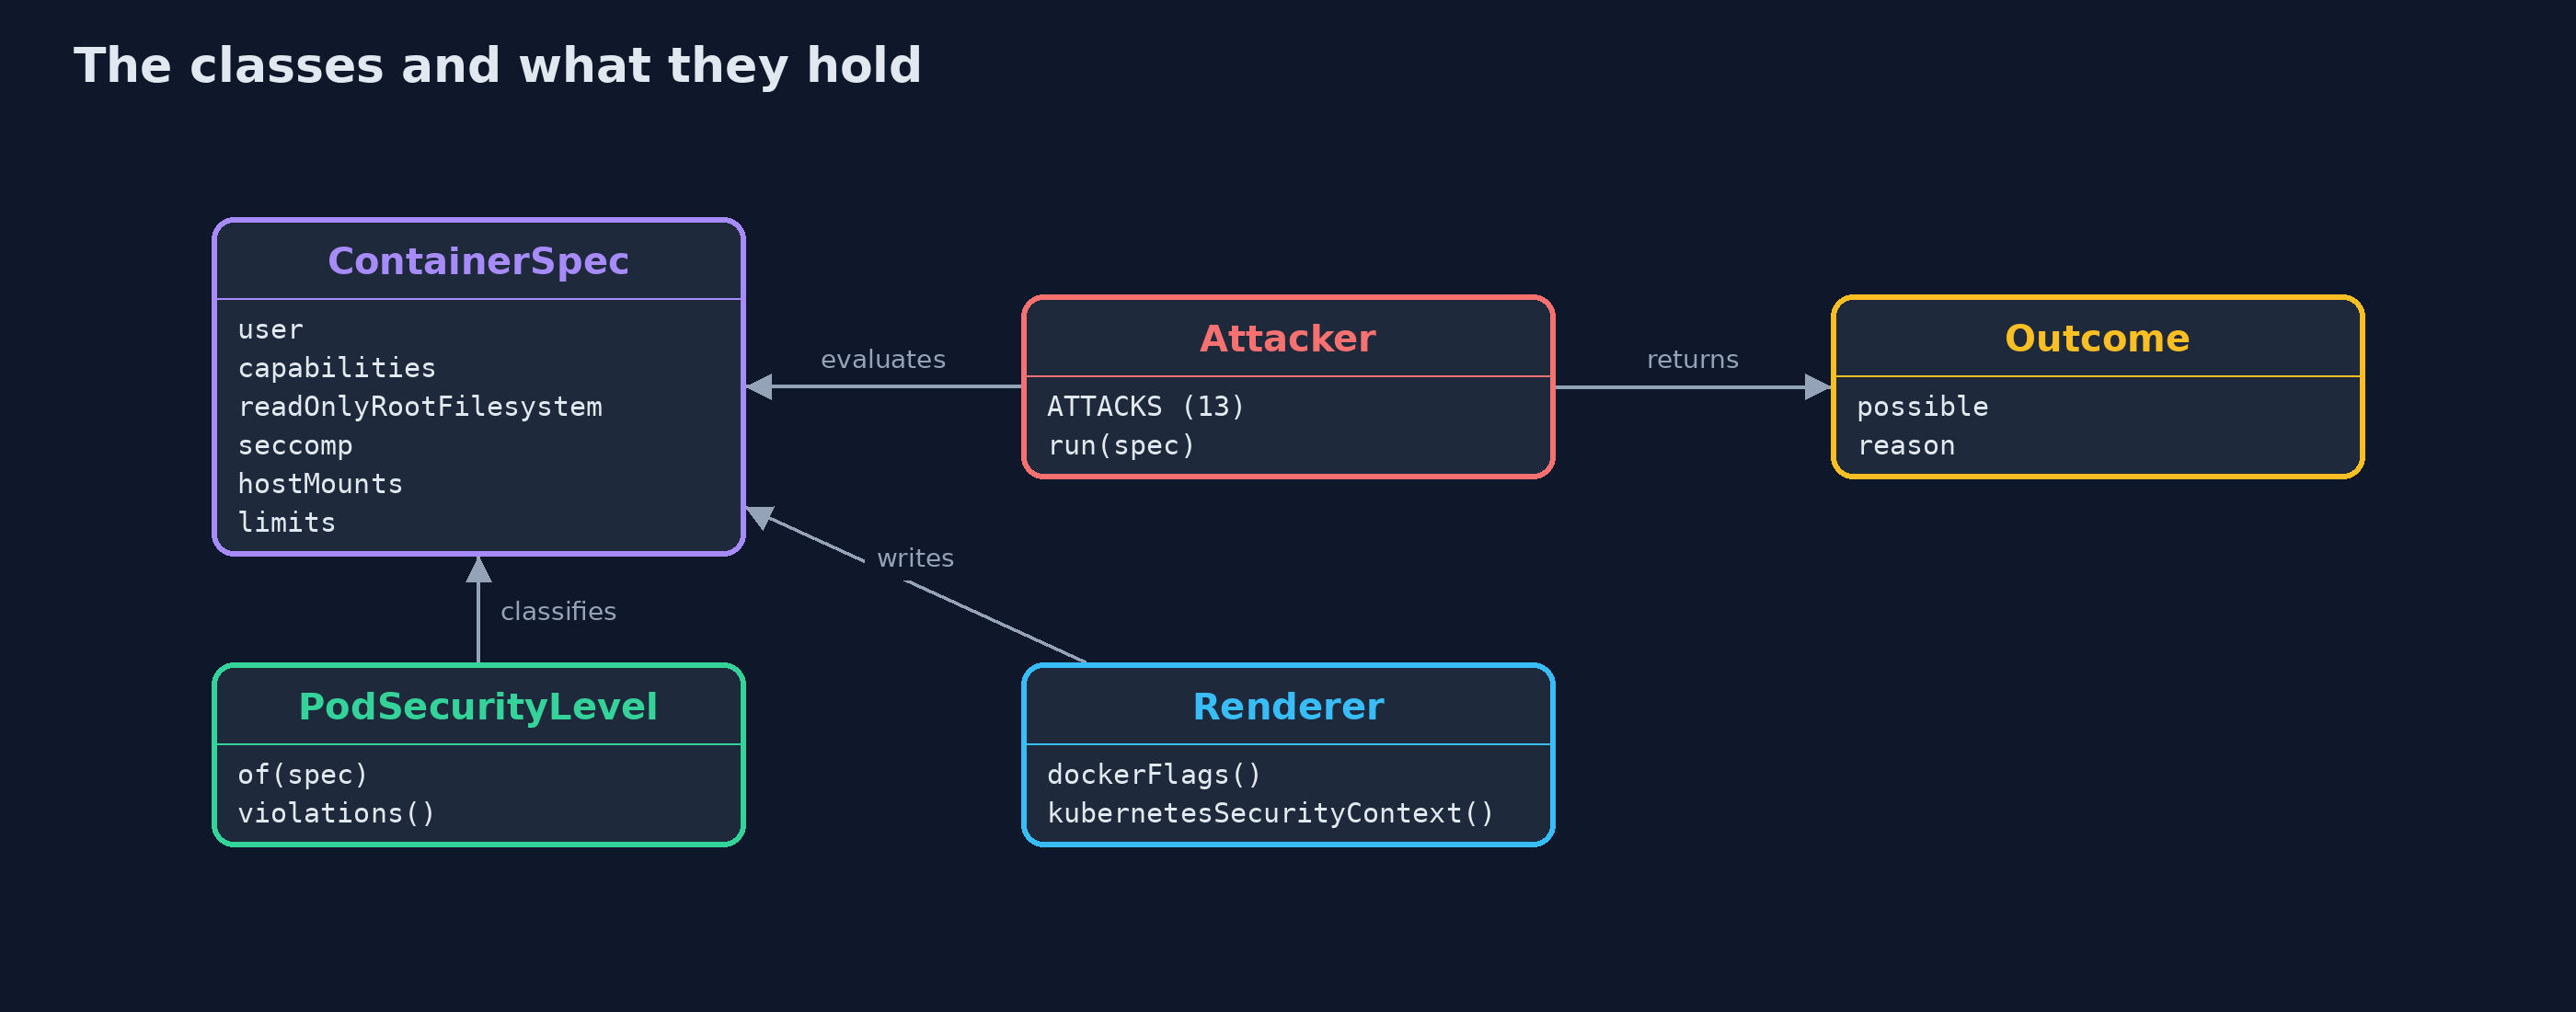 The classes and what they hold
ContainerSpec
user
capabilities
readOnlyRootFilesystem
seccomp
hostMounts
limits
evaluates
Attacker
ATTACKS (13)
run(spec)
returns
Outcome
possible
reason
writes
classifies
PodSecurityLevel
of(spec)
violations()
Renderer
dockerFlags()
kubernetesSecurityContext()